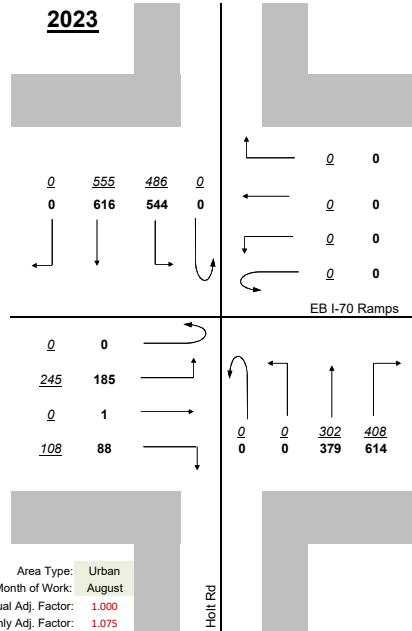 2023
0 555 486 0
0 616 544 0
0 0
0 0
0 0
0 0
EB I-70 Ramps
0 0
245 185
0 1
108 88
0 0 302 408
0 0 379 614
Area Type: Urban
Month of Work: August
ual Adj. Factor: 1.000
nly Adj. Factor: 1.075
Holt Rd